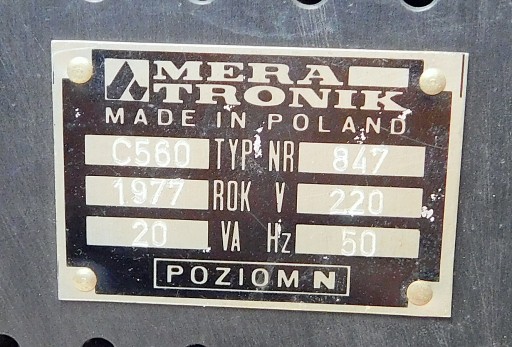 MERA
TRONIK
MADE IN POLAND
C560 TYP NR 847
1977 ROK V 220
20 VA Hz 50
POZIOM N